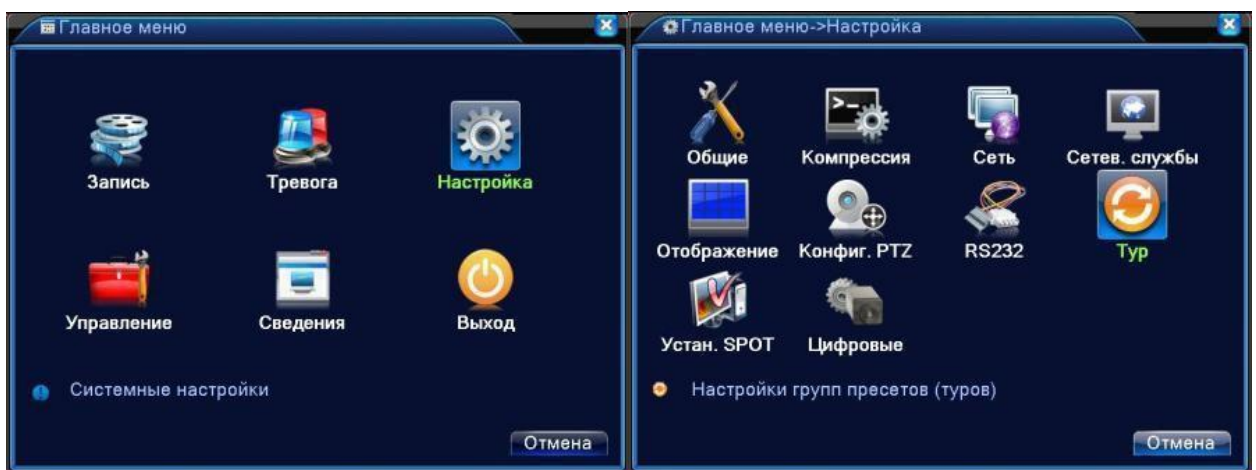 Главное меню
Запись
Тревога
Настройка
Управление
Сведения
Выход
Системные настройки
Отмена
Главное меню->Настройка
Общие
Компрессия
Сеть
Сетев. службы
Отображение
Конфиг. PTZ
RS232
Тур
Устан. SPOT
Цифровые
Настройки групп пресетов (туров)
Отмена